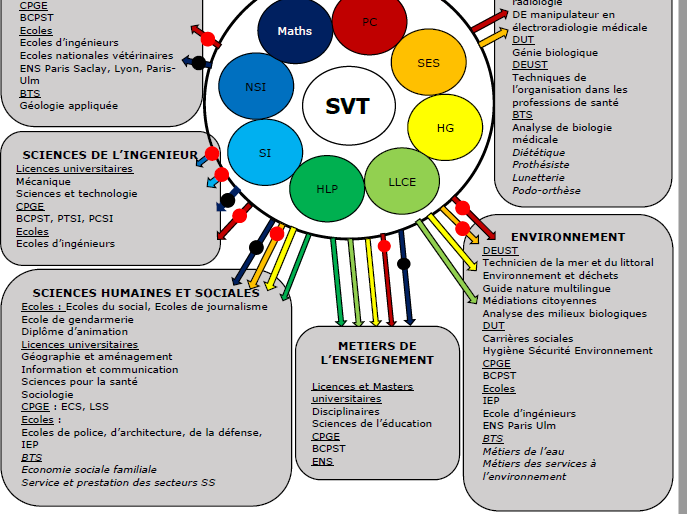 CPGE
BCPST
Ecoles
Ecoles d'ingénieurs
Ecoles nationales vétérinaires
ENS Paris Saclay, Lyon, Paris-
Ulm
BTS
Géologie appliquée
Maths
PC
SES
NSI
SVT
HG
SI
HLP
LLCE
radiologie
DE manipulateur en
électroradiologie médicale
DUT
Génie biologique
DEUST
Techniques de
l'organisation dans les
professions de santé
BTS
Analyse de biologie
médicale
Diététique
Prothésiste
Lunetterie
Podo-orthèse
SCIENCES DE L'INGENIEUR
Licences universitaires
Mécanique
Sciences et technologie
CPGE
BCPST, PTSI, PCSI
Ecoles
Ecoles d'ingénieurs
SCIENCES HUMAINES ET SOCIALES
Ecoles : Ecoles du social, Ecoles de journalisme
Ecole de gendarmerie
Diplôme d'animation
Licences universitaires
Géographie et aménagement
Information et communication
Sciences pour la santé
Sociologie
CPGE : ECS, LSS
Ecoles :
Ecoles de police, d'architecture, de la défense,
IEP
BTS
Economie sociale familiale
Service et prestation des secteurs SS
METIERS DE
L'ENSEIGNEMENT
Licences et Masters
universitaires
Disciplinaires
Sciences de l'éducation
CPGE
BCPST
ENS
ENVIRONNEMENT
DEUST
Technicien de la mer et du littoral
Environnement et déchets
Guide nature multilingue
Médiations citoyennes
Analyse des milieux biologiques
DUT
Carrières sociales
Hygiène Sécurité Environnement
CPGE
BCPST
Ecoles
IEP
Ecole d'ingénieurs
ENS Paris Ulm
BTS
Métiers de l'eau
Métiers des services à
l'environnement